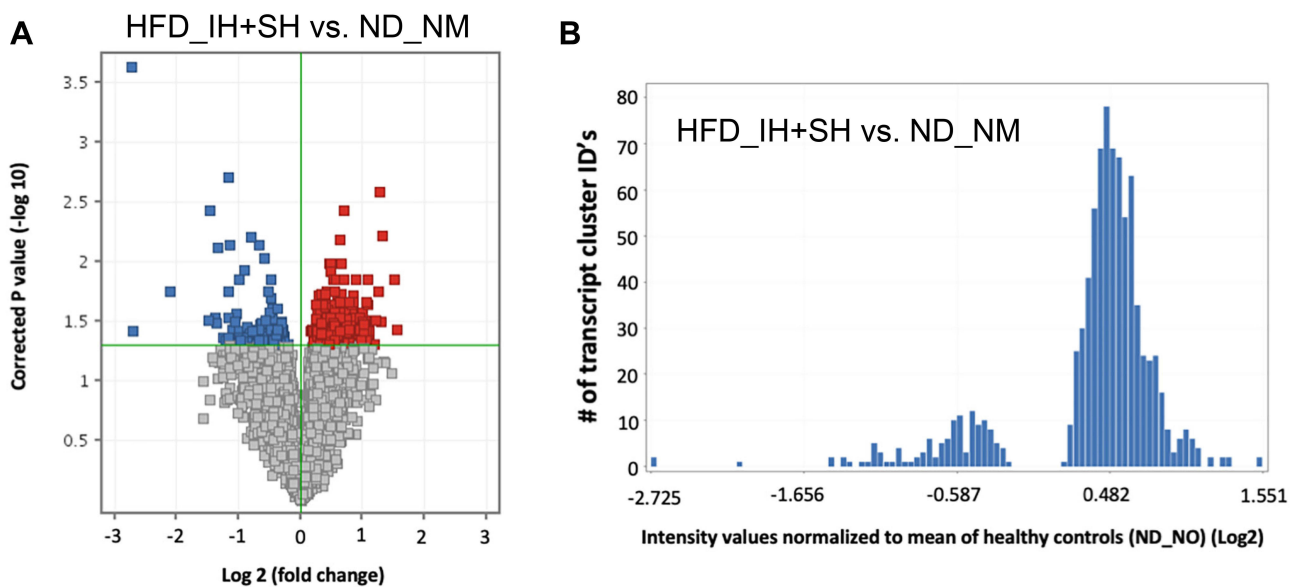 A
HFD_IH+SH vs. ND_NM
Corrected P value (-log 10)
3.5
3
2.5
2
1.5
1
0.5
-3 -2 -1 0 1 2 3
Log 2 (fold change)
B
HFD_IH+SH vs. ND_NM
# of transcript cluster ID’s
80
70
60
50
40
30
20
10
0
-2.725 -1.656 -0.587 0.482 1.551
Intensity values normalized to mean of healthy controls (ND_NO) (Log2)